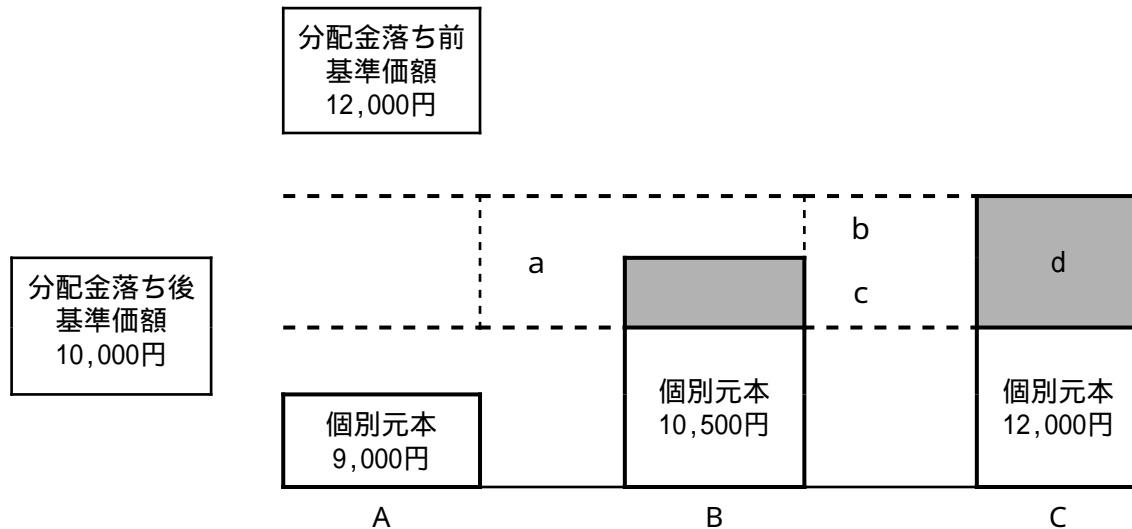 分配金落ち前
基準価額
12,000円
b
a
d
c
分配金落ち後
基準価額
10,000円
個別元本
9,000円
個別元本
10,500円
個別元本
12,000円
A
B
C